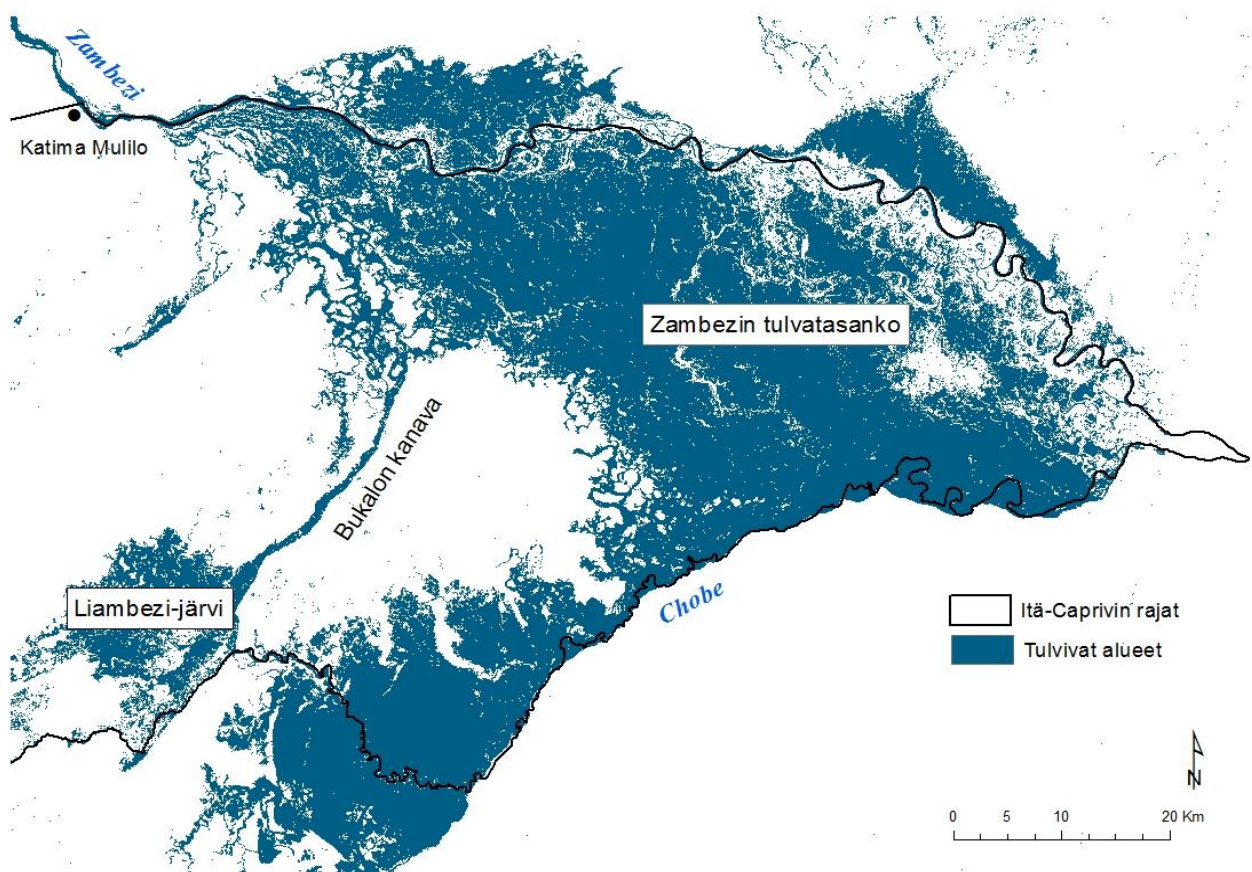 Zambezi
Katima Mulilo
Zambezin tulvatasanko
Bukalon kanava
Liambezi-järvi
Chobe
Itä-Caprivin rajat
Tulvivat alueet
N
0 5 10 20 Km